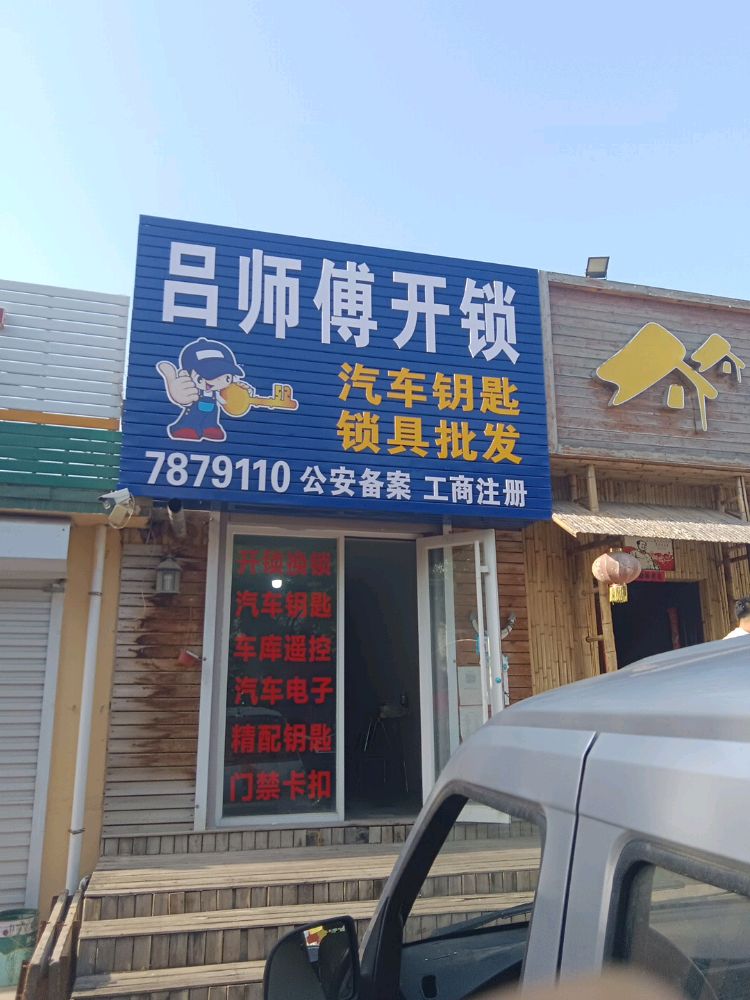 吕师傅开锁
汽车钥匙
锁具批发
7879110 公安备案 工商注册
开锁换锁
汽车钥匙
车库遥控
汽车电子
精配钥匙
门禁卡扣